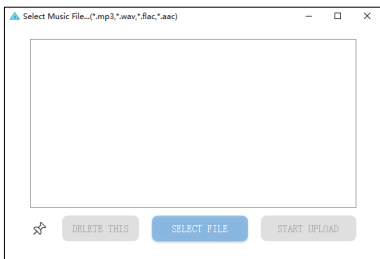 Select Music File...(*.mp3,*.wav,*.flac,*.aac)
DELETE THIS
SELECT FILE
START UPLOAD